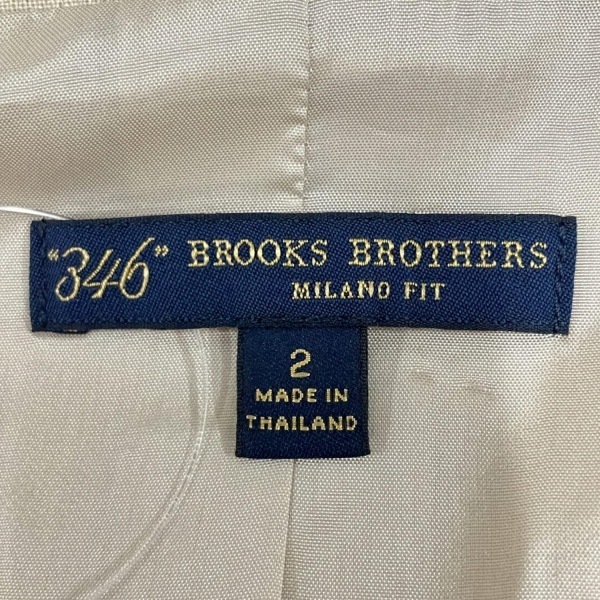 "346" BROOKS BROTHERS
MILANO FIT
2
MADE IN
THAILAND